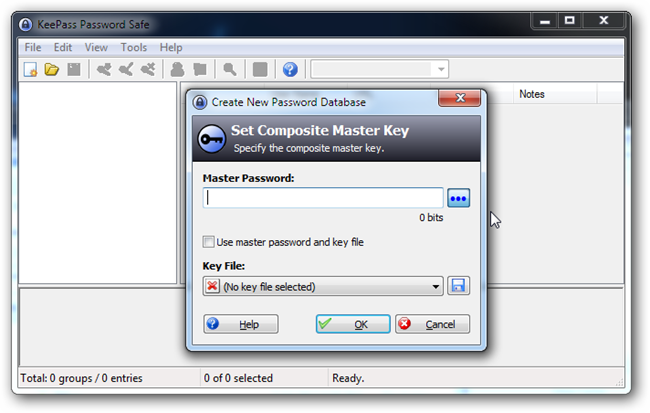 KeePass Password Safe
File Edit View Tools Help
Notes
Create New Password Database
Set Composite Master Key
Specify the composite master key.
Master Password:
0 bits
Use master password and key file
Key File:
(No key file selected)
Help OK Cancel
Total: 0 groups / 0 entries 0 of 0 selected Ready.